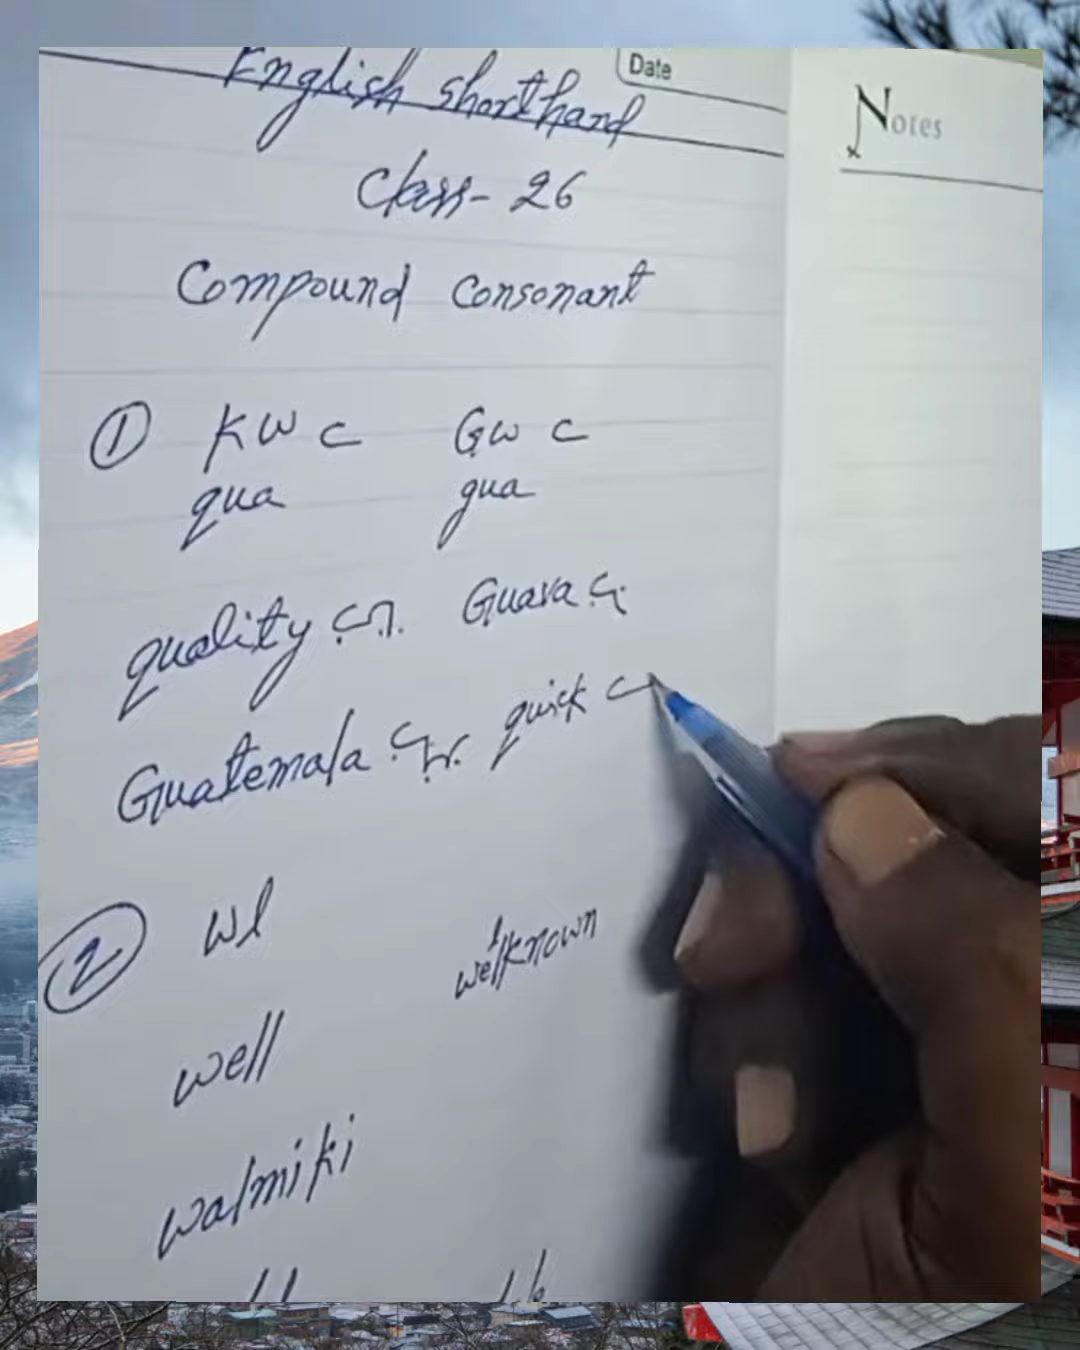 English shorthand
Date
Notes
Class - 26
Compound consonant
① KW GW
qua gua
quality Guava
Guatemala quick
② wl
welknown
well
walmiki